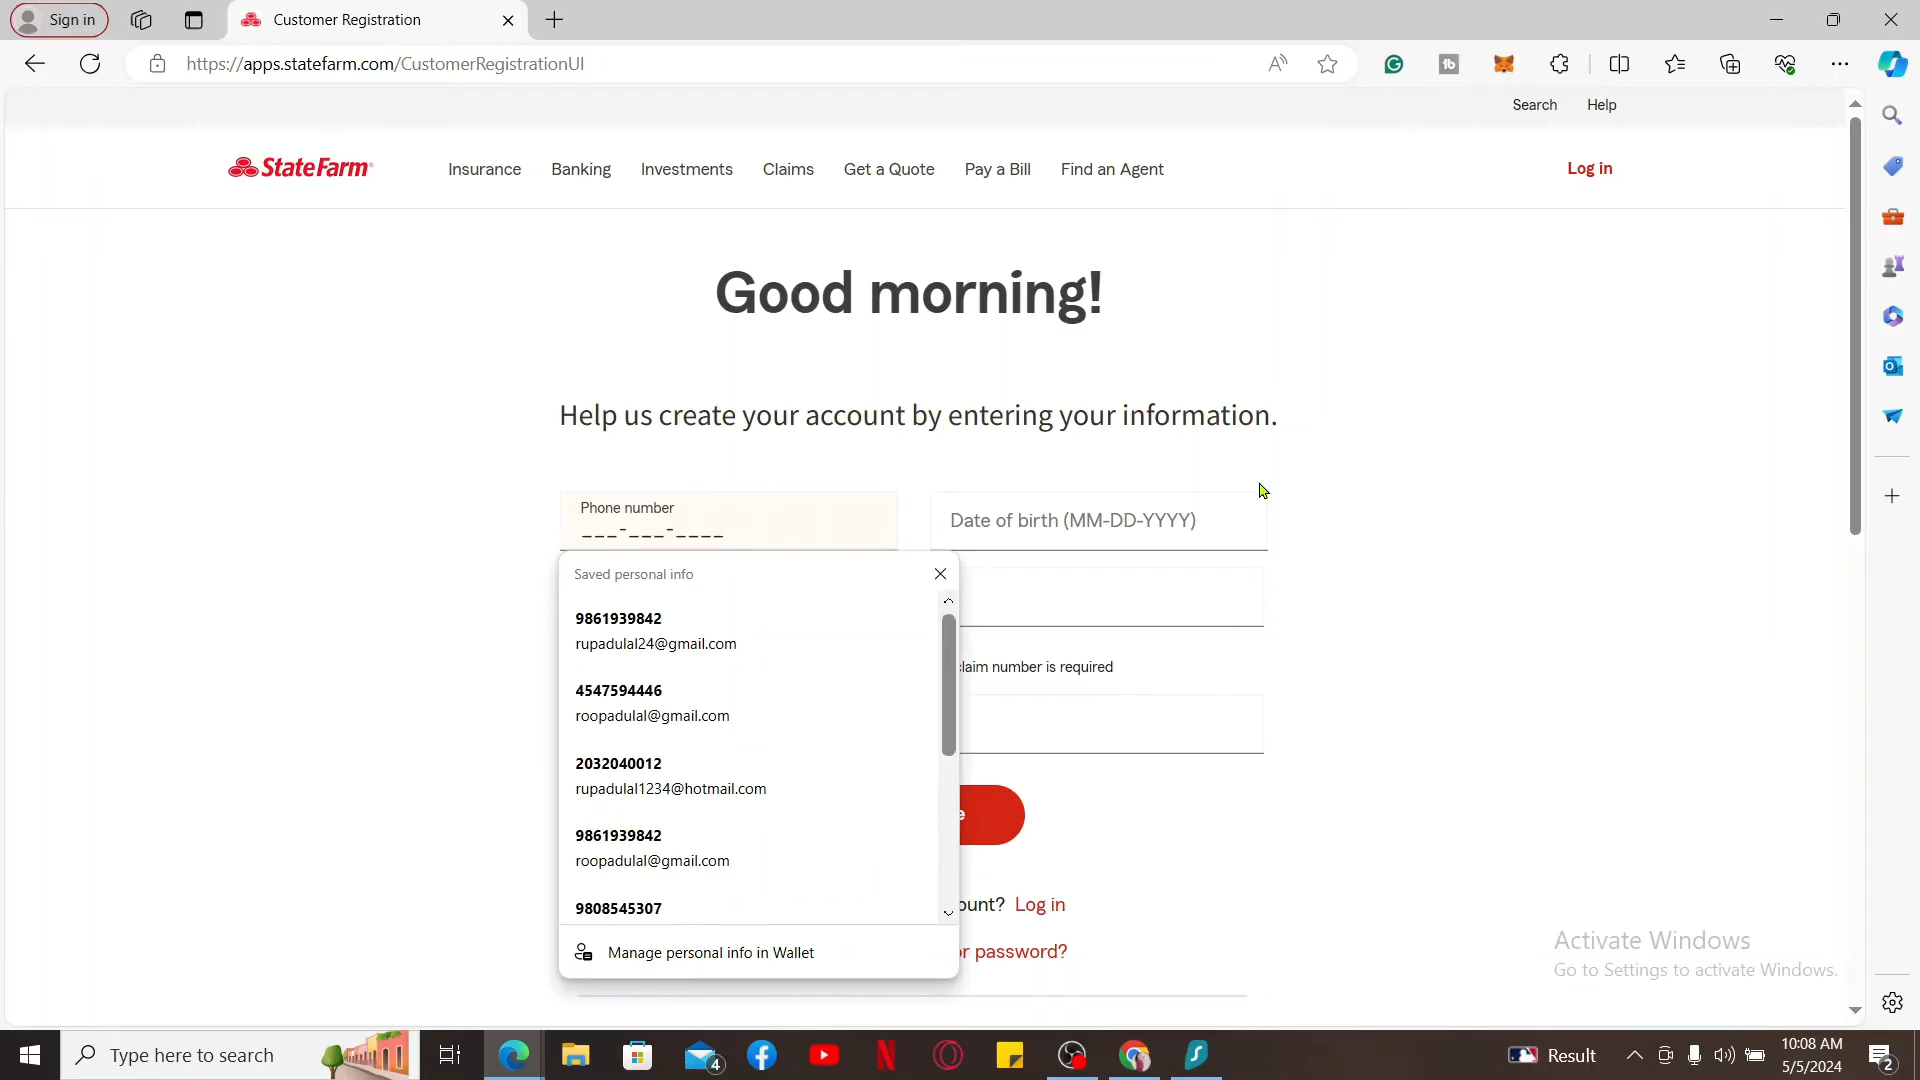 Sign in
Customer Registration
https://apps.statefarm.com/CustomerRegistrationUI
Search Help
StateFarm
Insurance Banking Investments Claims Get a Quote Pay a Bill Find an Agent
Log in
Good morning!
Help us create your account by entering your information.
Phone number
___-___-____
Date of birth (MM-DD-YYYY)
Saved personal info
9861939842
rupadulal24@gmail.com
laim number is required
4547594446
roopadulal@gmail.com
2032040012
rupadulal1234@hotmail.com
e
9861939842
roopadulal@gmail.com
9808545307
ount? Log in
Manage personal info in Wallet
or password?
Activate Windows
Go to Settings to activate Windows.
Type here to search
4
Result
10:08 AM
5/5/2024
2